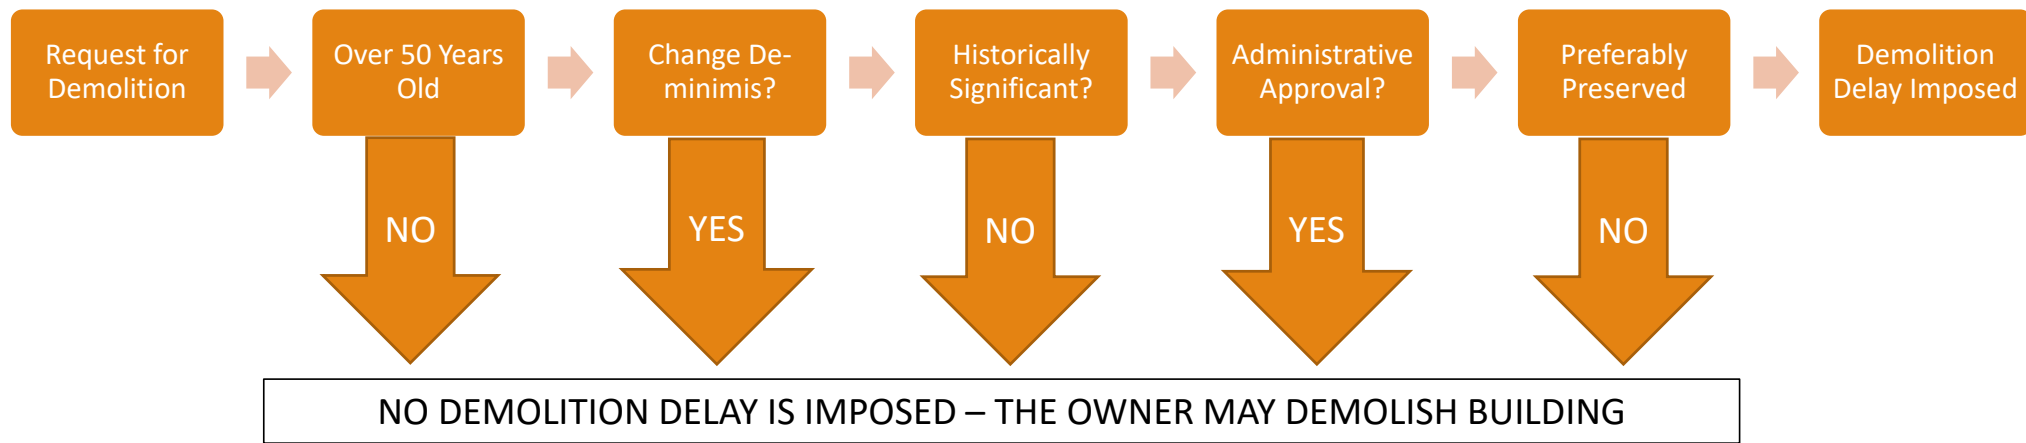 Request for
Demolition
Over 50 Years
Old
Change De-
minimis?
Historically
Significant?
Administrative
Approval?
Preferably
Preserved
Demolition
Delay Imposed
NO
YES
NO
YES
NO
NO DEMOLITION DELAY IS IMPOSED – THE OWNER MAY DEMOLISH BUILDING